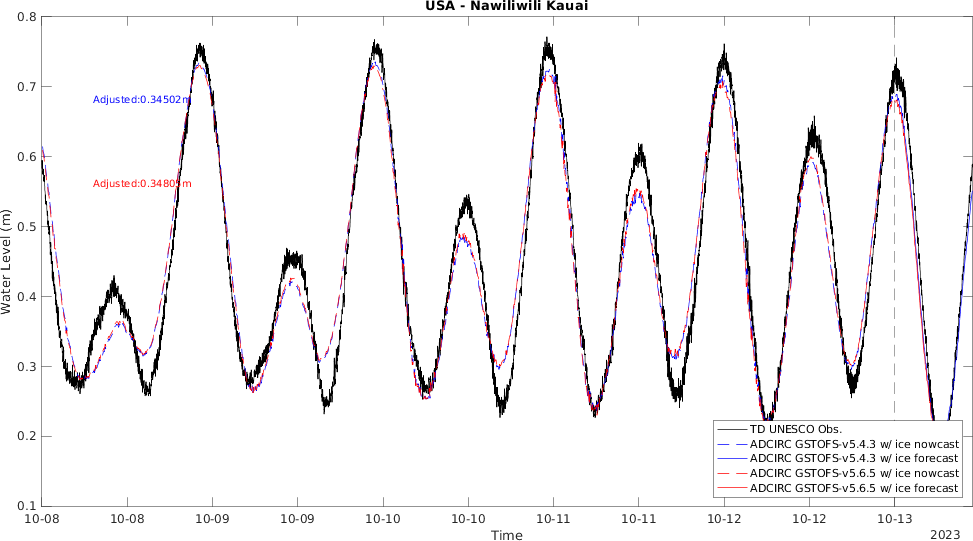 USA - Nawiliwili Kauai
0.8
0.7
0.6
0.5
0.4
0.3
0.2
0.1
Water Level (m)
Adjusted:0.34502m
Adjusted:0.34805m
TD UNESCO Obs.
ADCIRC GSTOFS-v5.4.3 w/ ice nowcast
ADCIRC GSTOFS-v5.4.3 w/ ice forecast
ADCIRC GSTOFS-v5.6.5 w/ ice nowcast
ADCIRC GSTOFS-v5.6.5 w/ ice forecast
10-08 10-08 10-09 10-09 10-10 10-10 10-11 10-11 10-12 10-12 10-13
Time
2023